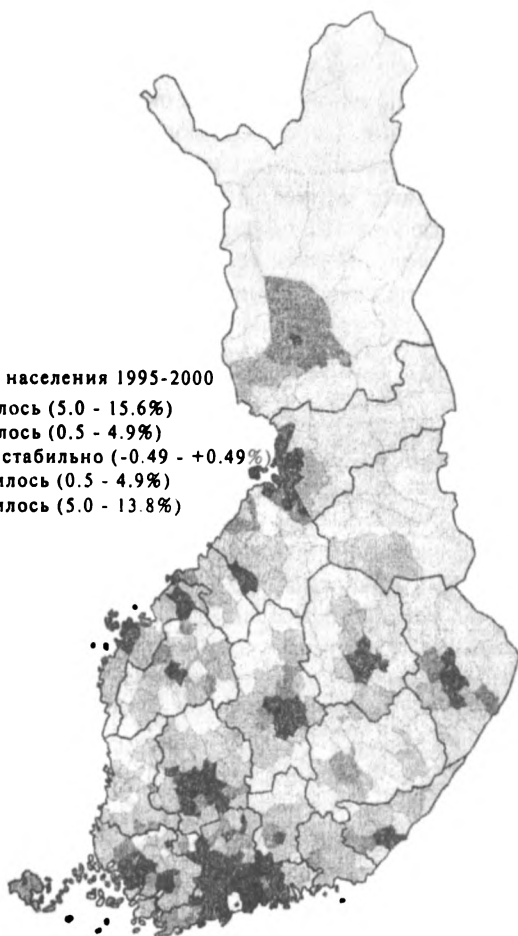 населения 1995-2000
лось (5.0 - 15.6%)
лось (0.5 - 4.9%)
стабильно (-0.49 - +0.49%)
илось (0.5 - 4.9%)
илось (5.0 - 13.8%)